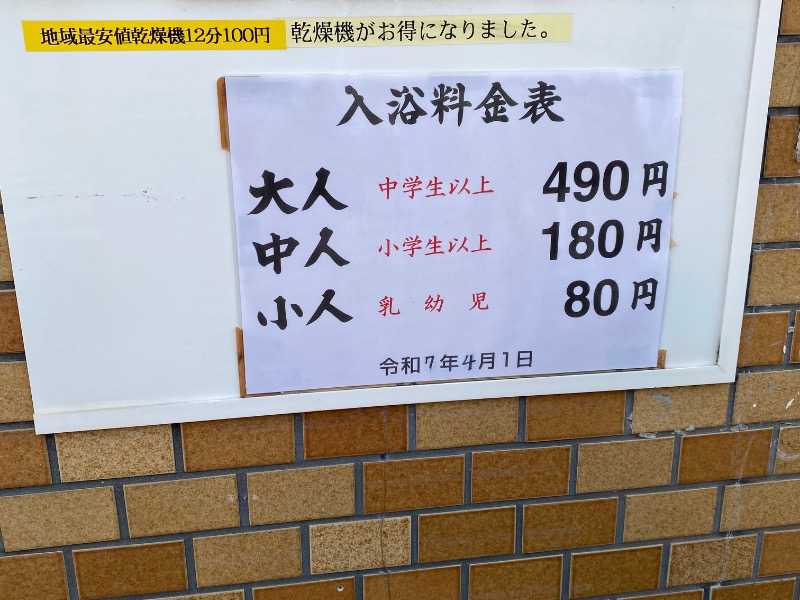 地域最安値乾燥機12分100円 乾燥機がお得になりました。
入浴料金表
大人 中学生以上 490円
中人 小学生以上 180円
小人 乳幼児 80円
令和7年4月1日